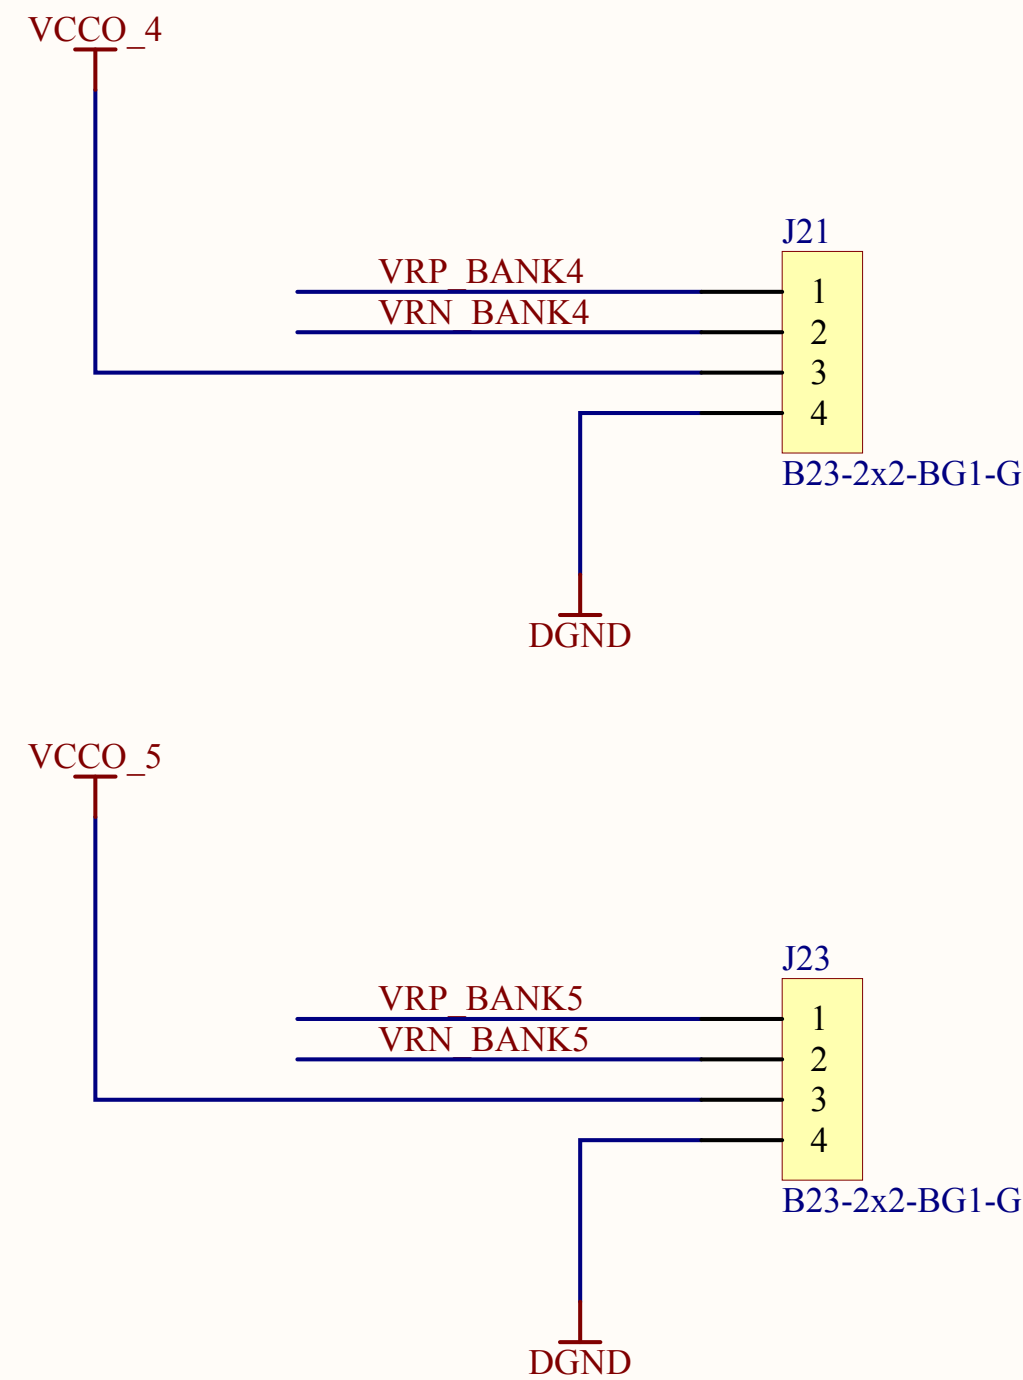 VCCO_4
J21
VRP_BANK4
1
VRN_BANK4
2
3
4
B23-2x2-BG1-G
DGND
VCCO_5
J23
VRP_BANK5
1
VRN_BANK5
2
3
4
B23-2x2-BG1-G
DGND